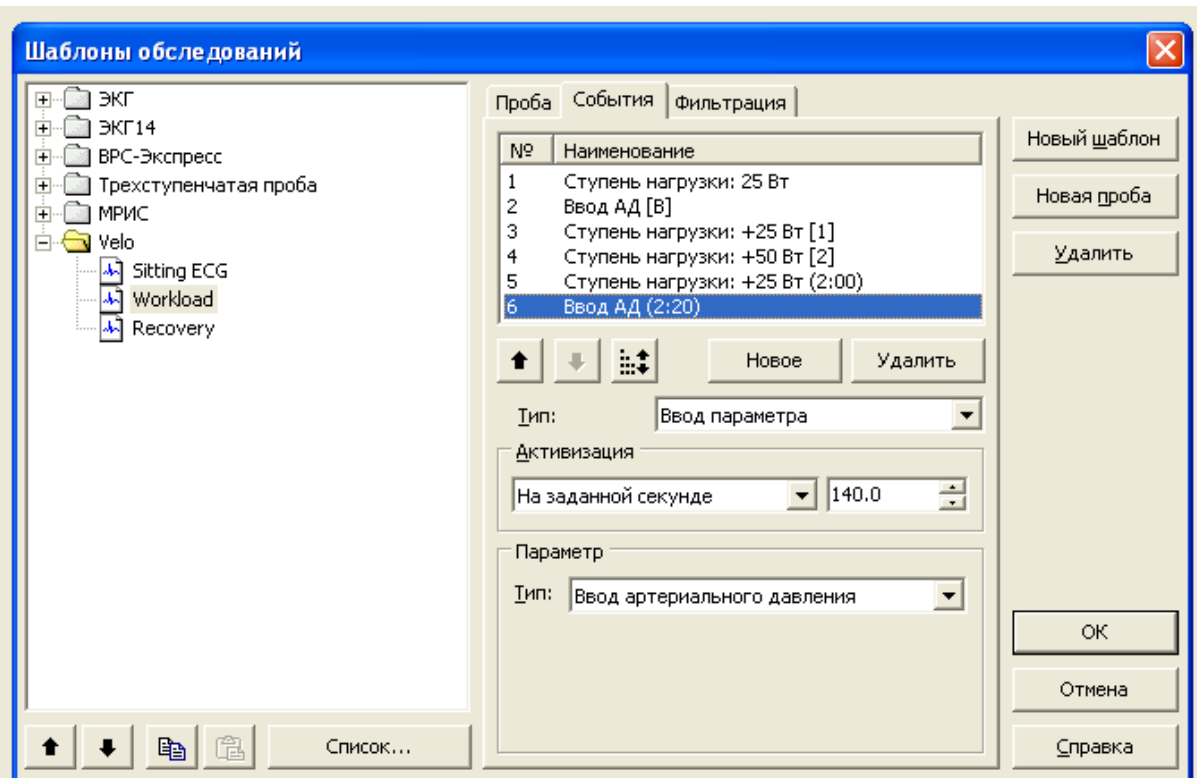 Шаблоны обследований
ЭКГ
ЭКГ14
ВРС-Экспресс
Трехступенчатая проба
МРИС
Velo
Sitting ECG
Workload
Recovery
Список...
Проба События Фильтрация
№ Наименование
1 Ступень нагрузки: 25 Вт
2 Ввод АД [B]
3 Ступень нагрузки: +25 Вт [1]
4 Ступень нагрузки: +50 Вт [2]
5 Ступень нагрузки: +25 Вт (2:00)
6 Ввод АД (2:20)
Новое Удалить
Тип: Ввод параметра
Активизация
На заданной секунде 140.0
Параметр
Тип: Ввод артериального давления
Новый шаблон
Новая проба
Удалить
ОК
Отмена
Справка